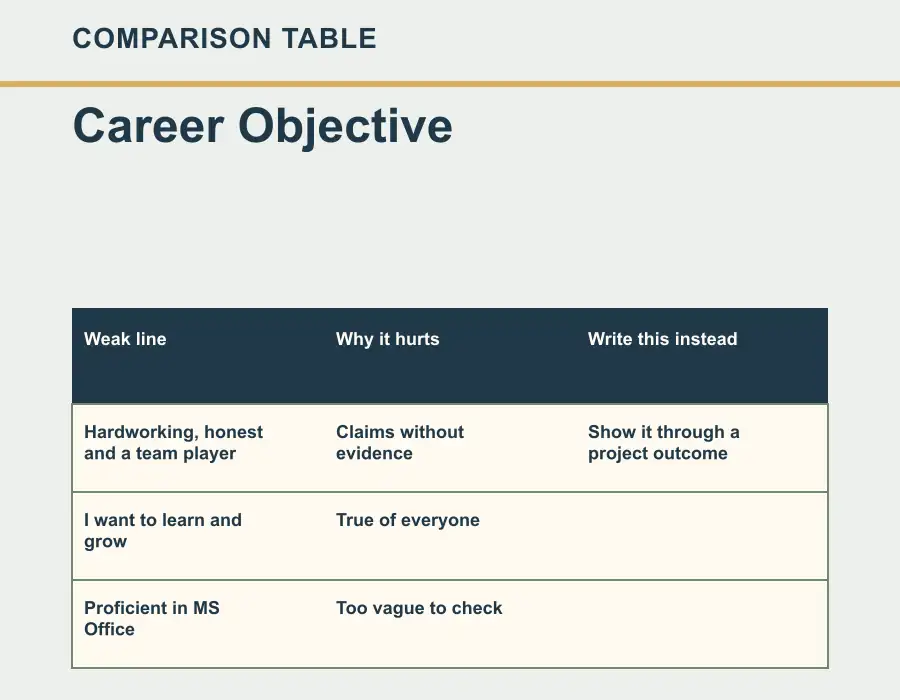 COMPARISON TABLE
Career Objective
Weak line
Why it hurts
Write this instead
Hardworking, honest
and a team player
Claims without
evidence
Show it through a
project outcome
I want to learn and
grow
True of everyone
Proficient in MS
Office
Too vague to check